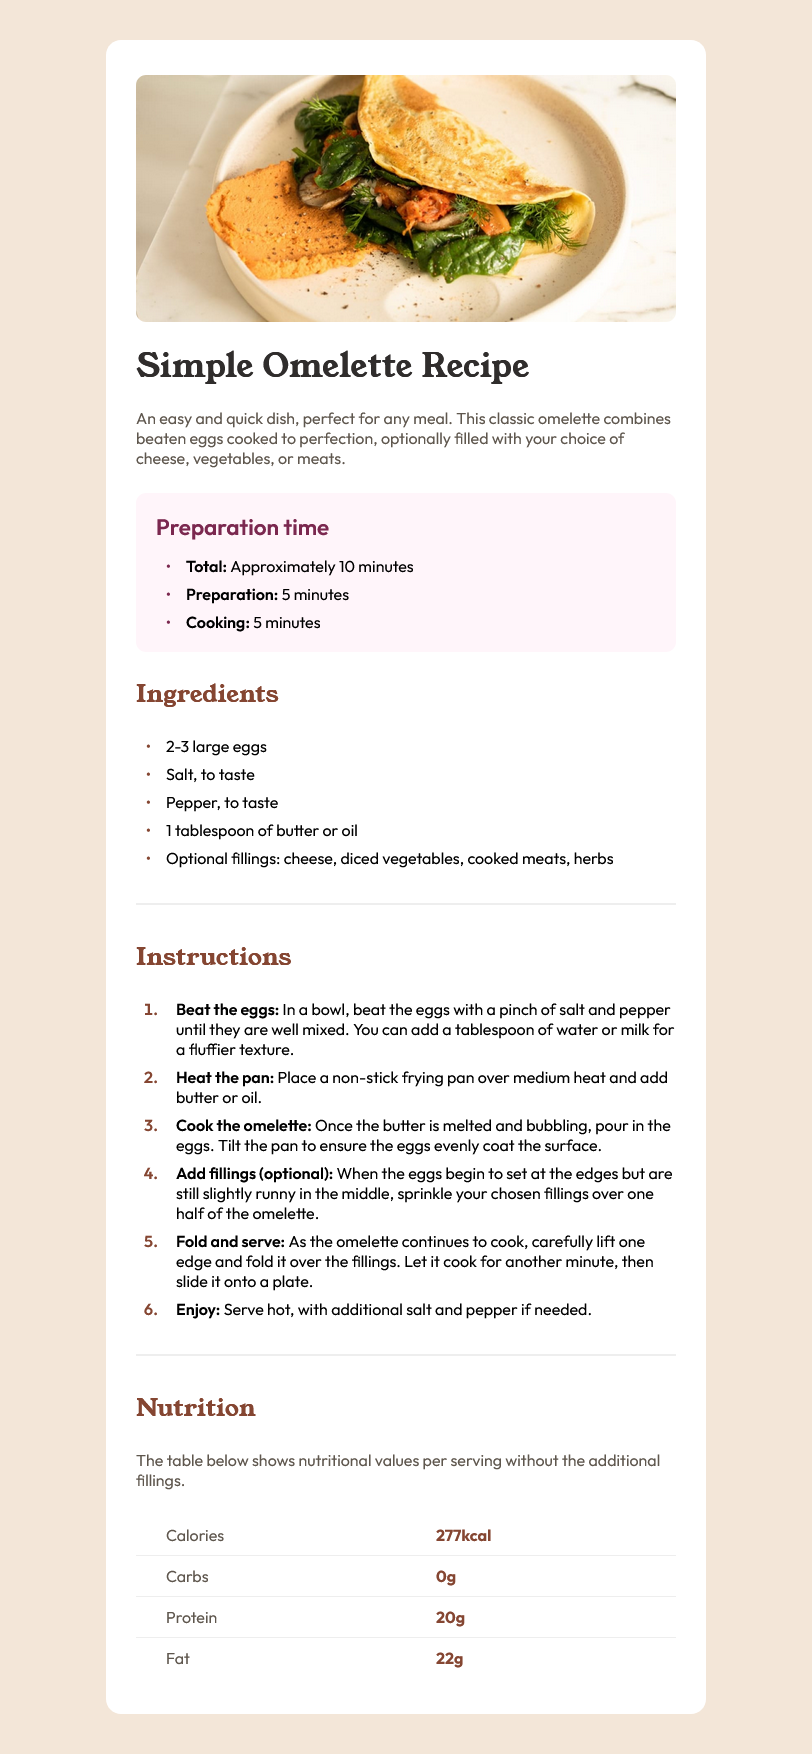 Simple Omelette Recipe
An easy and quick dish, perfect for any meal. This classic omelette combines
beaten eggs cooked to perfection, optionally filled with your choice of
cheese, vegetables, or meats.
Preparation time
• Total: Approximately 10 minutes
• Preparation: 5 minutes
• Cooking: 5 minutes
Ingredients
• 2-3 large eggs
• Salt, to taste
• Pepper, to taste
• 1 tablespoon of butter or oil
• Optional fillings: cheese, diced vegetables, cooked meats, herbs
Instructions
1. Beat the eggs: In a bowl, beat the eggs with a pinch of salt and pepper
until they are well mixed. You can add a tablespoon of water or milk for
a fluffier texture.
2. Heat the pan: Place a non-stick frying pan over medium heat and add
butter or oil.
3. Cook the omelette: Once the butter is melted and bubbling, pour in the
eggs. Tilt the pan to ensure the eggs evenly coat the surface.
4. Add fillings (optional): When the eggs begin to set at the edges but are
still slightly runny in the middle, sprinkle your chosen fillings over one
half of the omelette.
5. Fold and serve: As the omelette continues to cook, carefully lift one
edge and fold it over the fillings. Let it cook for another minute, then
slide it onto a plate.
6. Enjoy: Serve hot, with additional salt and pepper if needed.
Nutrition
The table below shows nutritional values per serving without the additional
fillings.
Calories 277kcal
Carbs 0g
Protein 20g
Fat 22g